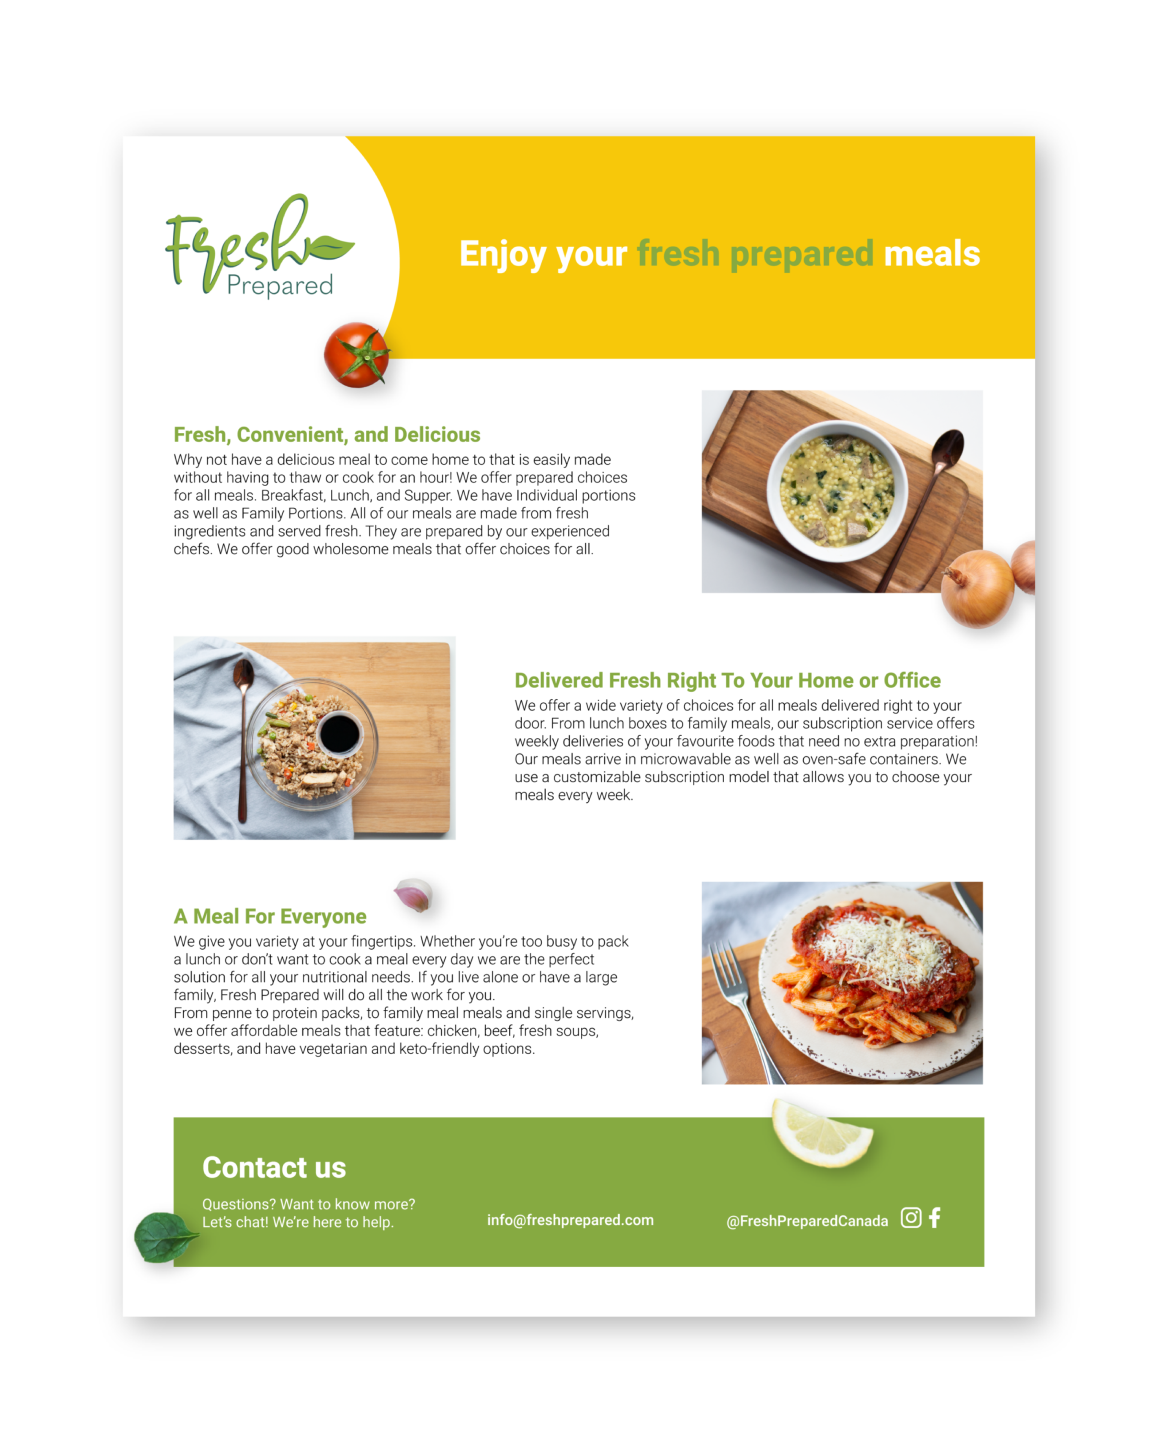 Fresh
Prepared
Enjoy your fresh prepared meals
Fresh, Convenient, and Delicious
Why not have a delicious meal to come home to that is easily made
without having to thaw or cook for an hour! We offer prepared choices
for all meals. Breakfast, Lunch, and Supper. We have Individual portions
as well as Family Portions. All of our meals are made from fresh
ingredients and served fresh. They are prepared by our experienced
chefs. We offer good wholesome meals that offer choices for all.
Delivered Fresh Right To Your Home or Office
We offer a wide variety of choices for all meals delivered right to your
door. From lunch boxes to family meals, our subscription service offers
weekly deliveries of your favourite foods that need no extra preparation!
Our meals arrive in microwavable as well as oven-safe containers. We
use a customizable subscription model that allows you to choose your
meals every week.
A Meal For Everyone
We give you variety at your fingertips. Whether you're too busy to pack
a lunch or don't want to cook a meal every day we are the perfect
solution for all your nutritional needs. If you live alone or have a large
family, Fresh Prepared will do all the work for you.
From penne to protein packs, to family meal meals and single servings,
we offer affordable meals that feature: chicken, beef, fresh soups,
desserts, and have vegetarian and keto-friendly options.
Contact us
Questions? Want to know more?
Let's chat! We're here to help.
info@freshprepared.com
@FreshPreparedCanada